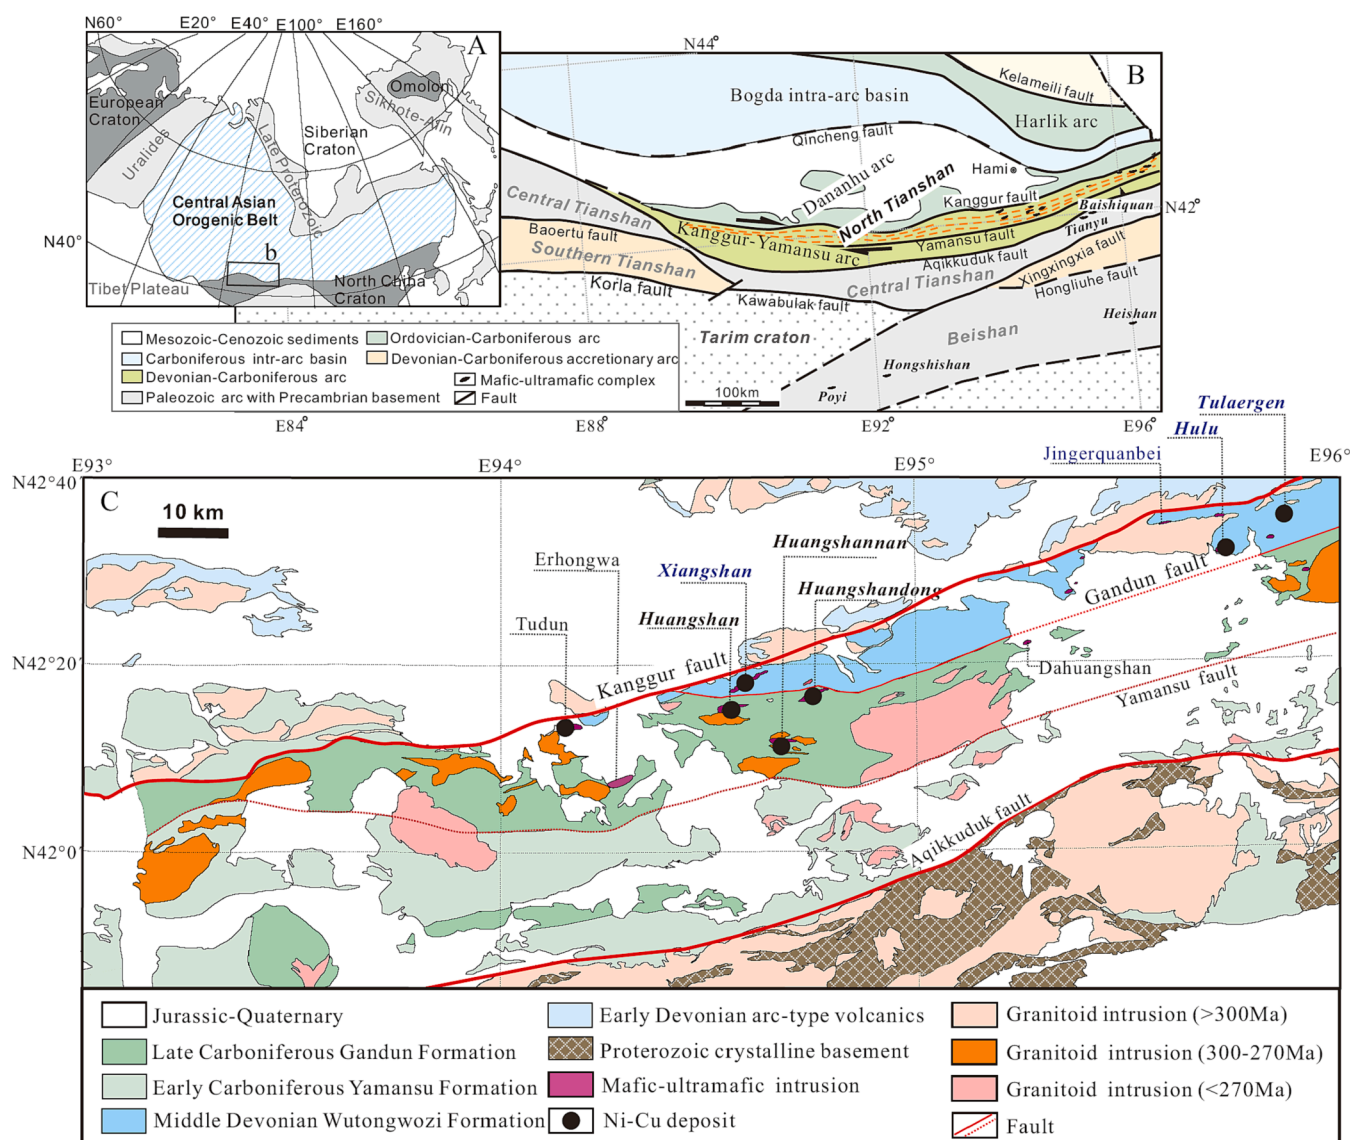 N60° E20° E40° E100° E160°
A
European
Craton
Uralides
Late Proterozoic
Siberian
Craton
Omolon
Sikhote-Alin
Central Asian
Orogenic Belt
N40°
b
Tibet Plateau
North China
Craton
N44°
B
Kelameili fault
Bogda intra-arc basin
Harlik arc
Qincheng fault
Hami
Dananhu arc
North Tianshan
Kanggur fault
Central Tianshan
Baishiquan
N42°
Tianyu
Baoertu fault
Kanggur-Yamansu arc
Yamansu fault
Southern Tianshan
Aqikkuduk fault
Xingxingxia fault
Korla fault
Central Tianshan
Hongliuhe fault
Kawabulak fault
Heishan
Tarim craton
Beishan
Hongshishan
Poyi
100km
Mesozoic-Cenozoic sediments
Ordovician-Carboniferous arc
Carboniferous intr-arc basin
Devonian-Carboniferous accretionary arc
Devonian-Carboniferous arc
Mafic-ultramafic complex
Paleozoic arc with Precambrian basement
Fault
E84° E88° E92° E96°
Tulaergen
Hulu
Jingerquanbei
E93° E94° E95° E96°
N42°40'
C
10 km
Huangshannan
Erhongwa
Xiangshan
Gandun fault
Huangshandong
Huangshan
Tudun
N42°20'
Kanggur fault
Dahuangshan
Yamansu fault
Aqikkuduk fault
N42°0'
Jurassic-Quaternary
Early Devonian arc-type volcanics
Granitoid intrusion (>300Ma)
Late Carboniferous Gandun Formation
Proterozoic crystalline basement
Granitoid intrusion (300-270Ma)
Early Carboniferous Yamansu Formation
Mafic-ultramafic intrusion
Granitoid intrusion (<270Ma)
Middle Devonian Wutongwozi Formation
Ni-Cu deposit
Fault